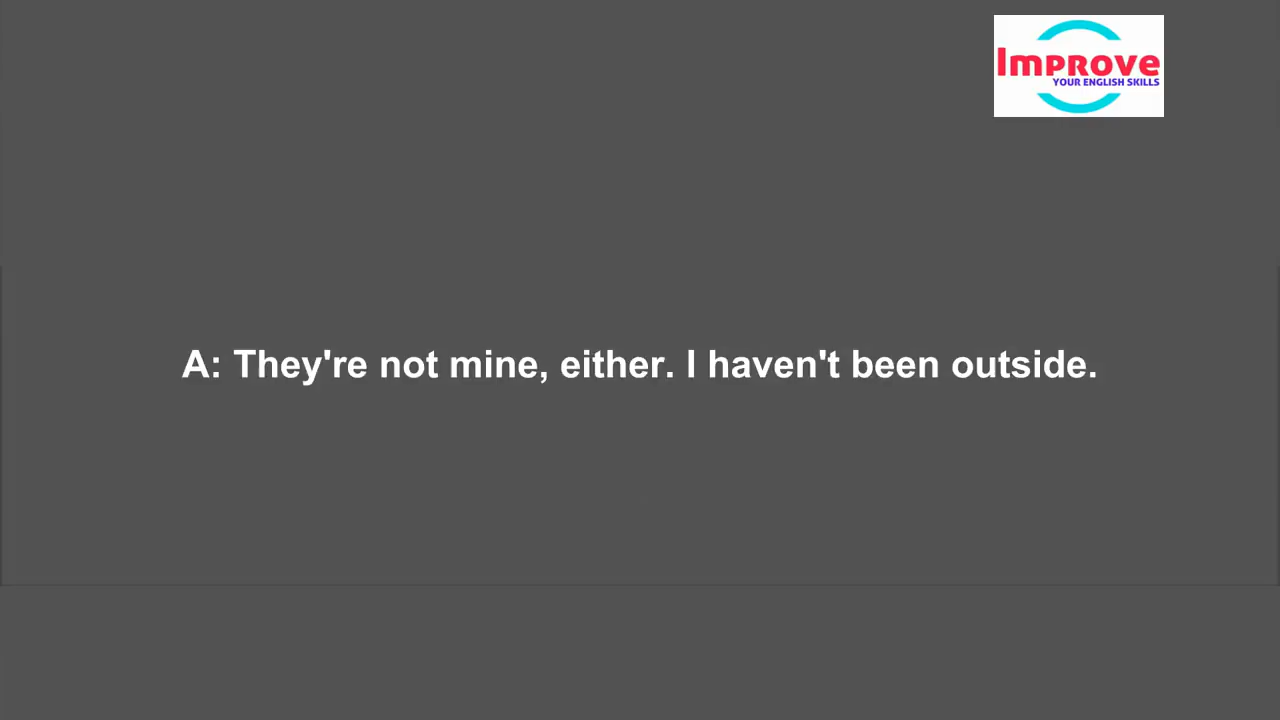 Improve
YOUR ENGLISH SKILLS
A: They're not mine, either. I haven't been outside.